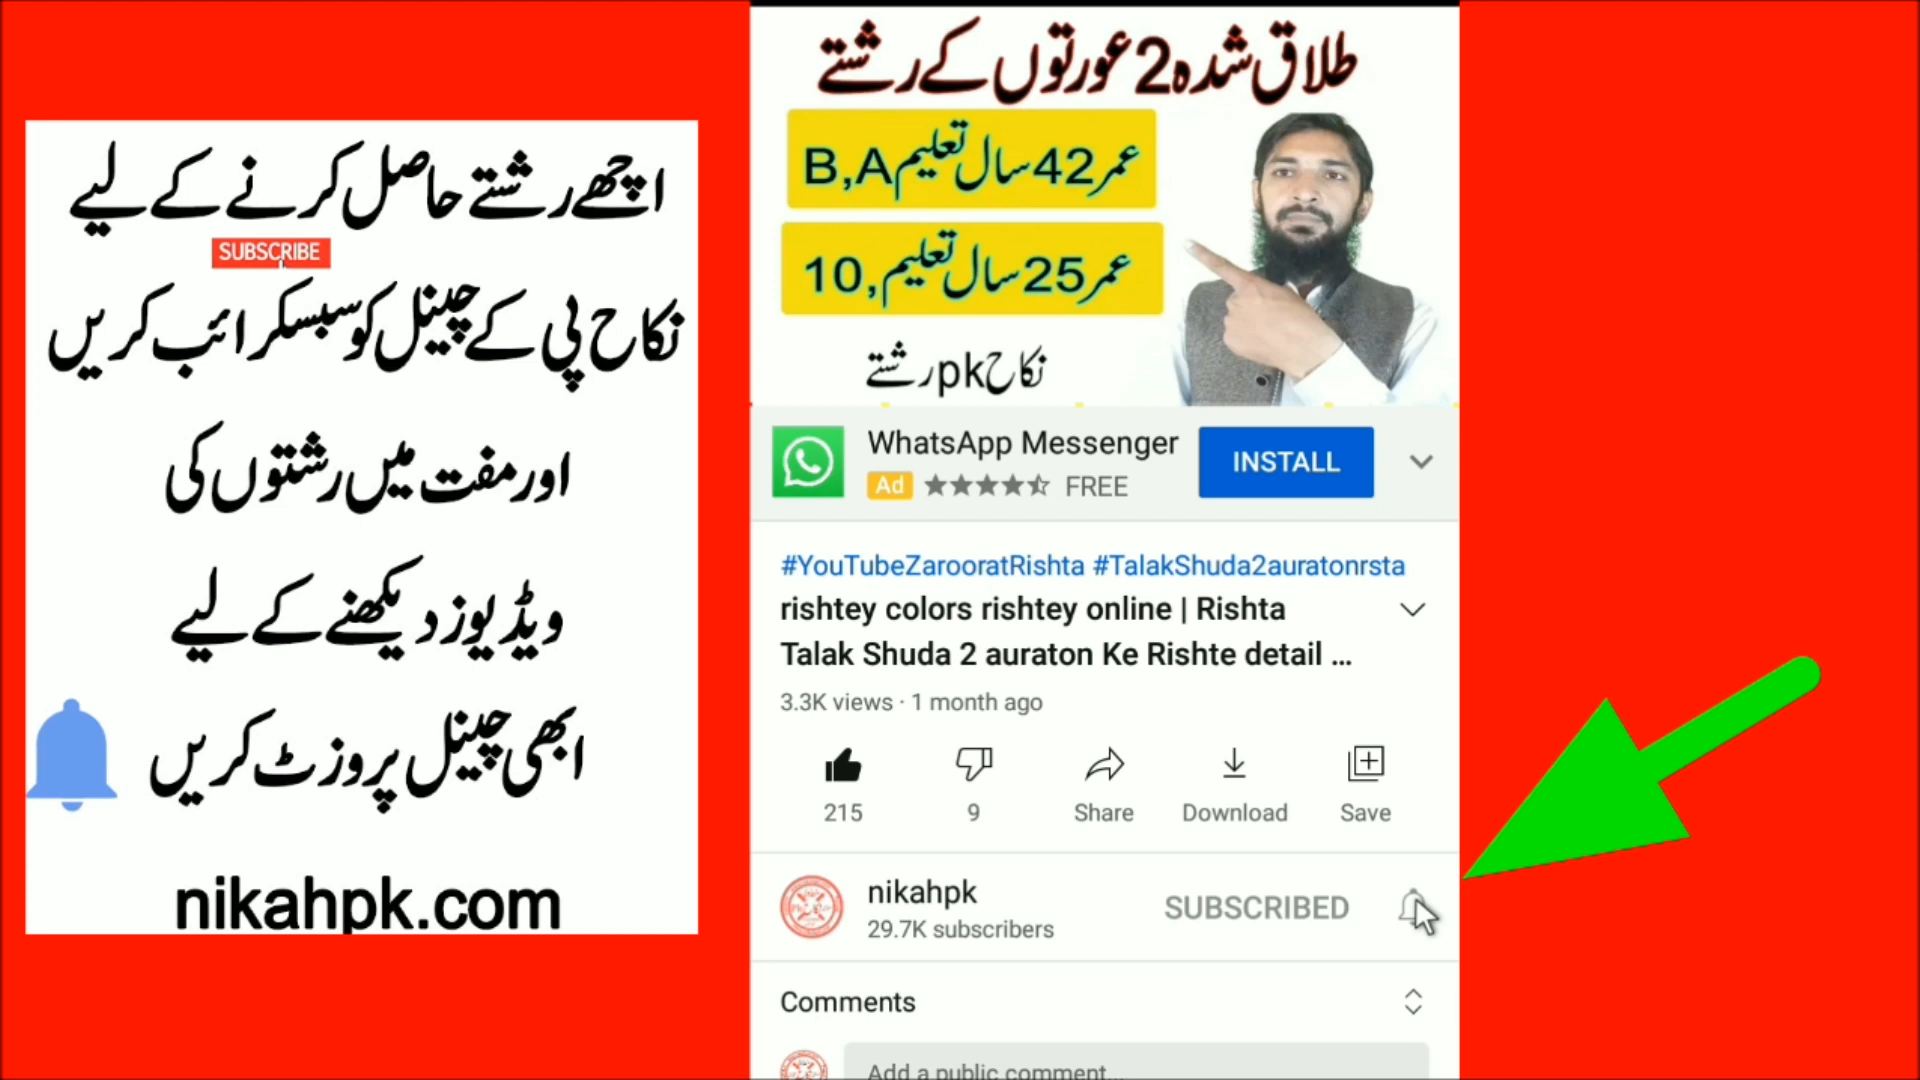 اچھے رشتے حاصل کرنے کے لیے
SUBSCRIBE
نکاح پی کے چینل کو سبسکرائب کریں
اور مفت میں رشتوں کی
ویڈیوز دیکھنے کے لیے
ابھی چینل پر وزٹ کریں
nikahpk.com
طلاق شدہ 2 عورتوں کے رشتے
عمر 42 سال تعلیم B,A
عمر 25 سال تعلیم 10,
نکاح pk رشتے
WhatsApp Messenger
Ad FREE
INSTALL
#YouTubeZarooratRishta #TalakShuda2auratonrsta
rishtey colors rishtey online | Rishta
Talak Shuda 2 auraton Ke Rishte detail ...
3.3K views · 1 month ago
215 9 Share Download Save
nikahpk
29.7K subscribers
SUBSCRIBED
Comments
Add a public comment...